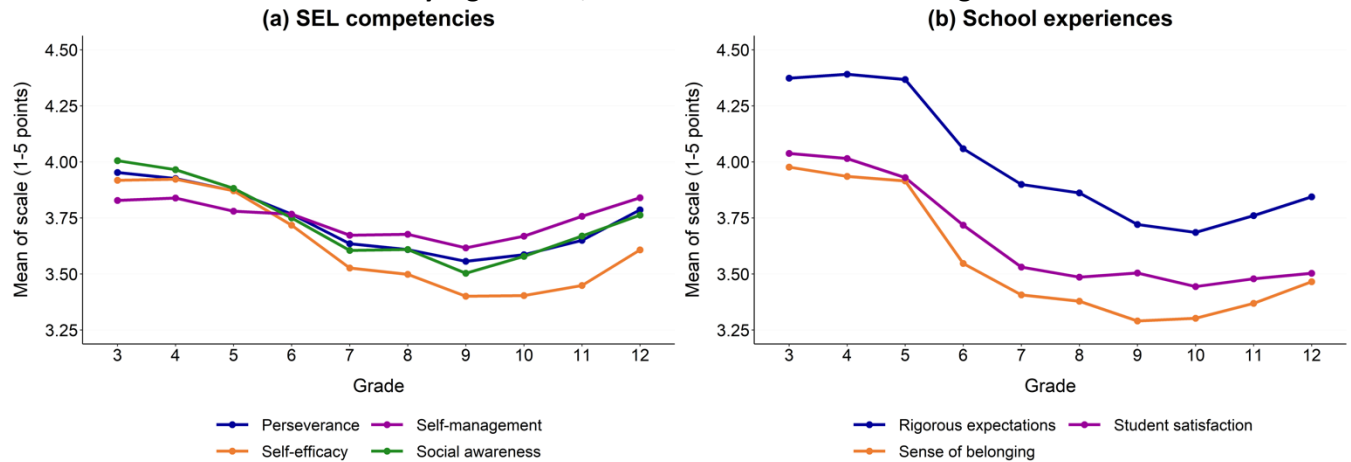 (a) SEL competencies
4.50
4.25
4.00
3.75
3.50
3.25
Mean of scale (1-5 points)
3 4 5 6 7 8 9 10 11 12
Grade
Perseverance Self-management
Self-efficacy Social awareness
(b) School experiences
4.50
4.25
4.00
3.75
3.50
3.25
Mean of scale (1-5 points)
3 4 5 6 7 8 9 10 11 12
Grade
Rigorous expectations Student satisfaction
Sense of belonging